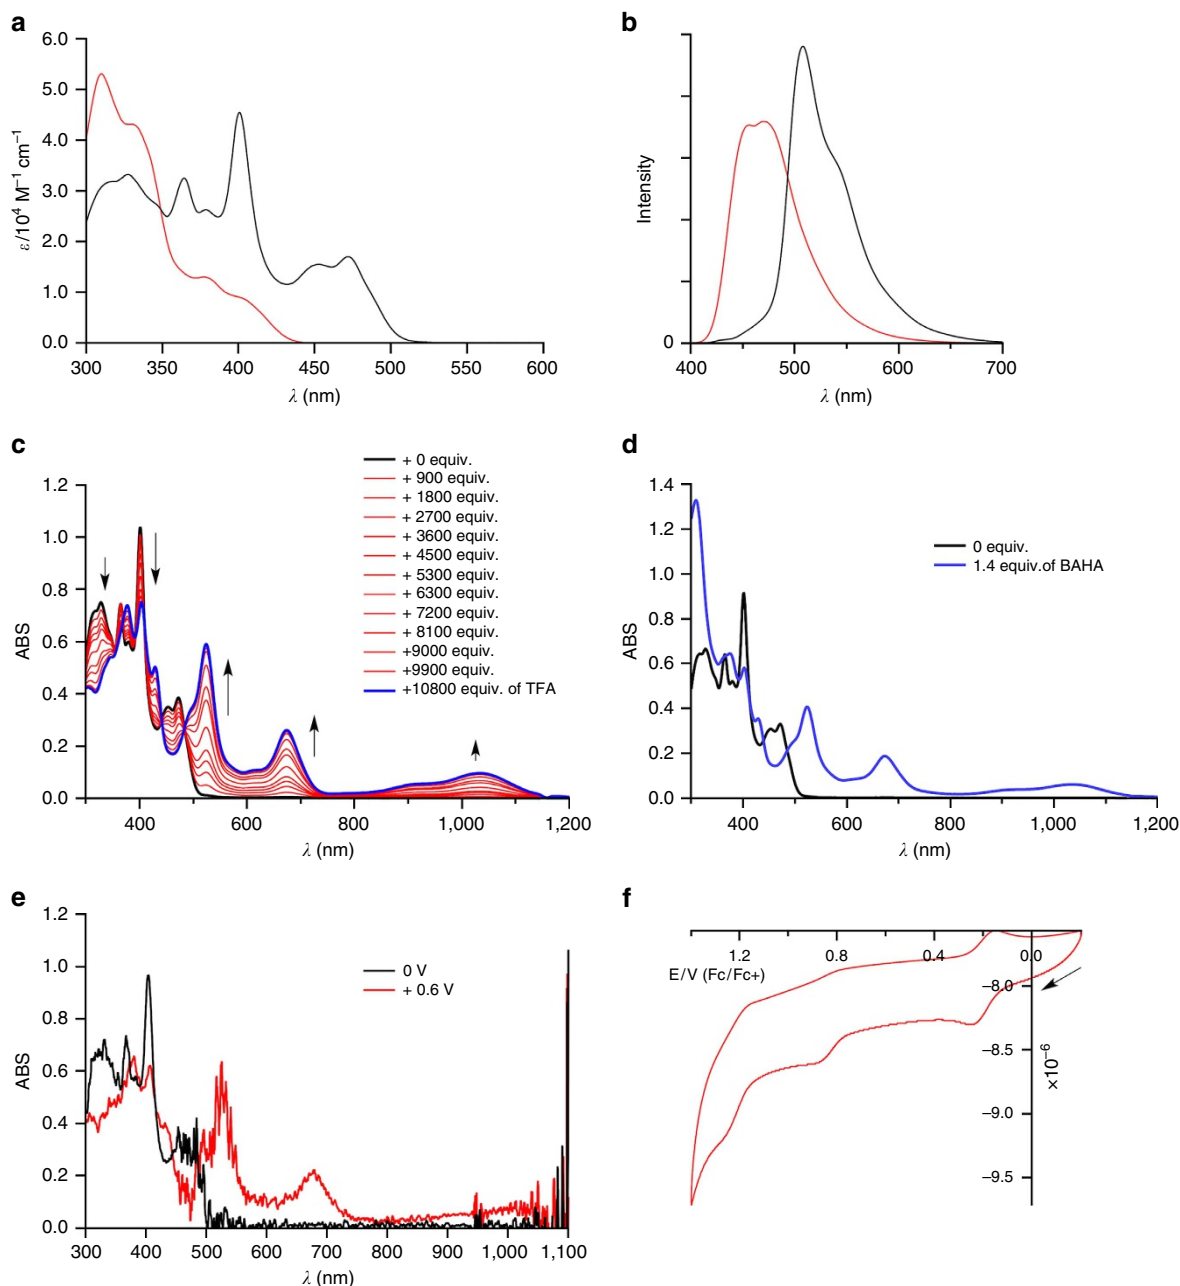 a
6.0
5.0
4.0
3.0
2.0
1.0
0.0
ε/10⁴ M⁻¹ cm⁻¹
300 350 400 450 500 550 600
λ (nm)
b
Intensity
0
400 500 600 700
λ (nm)
c
1.2
1.0
0.8
0.6
0.4
0.2
0.0
ABS
+ 0 equiv.
+ 900 equiv.
+ 1800 equiv.
+ 2700 equiv.
+ 3600 equiv.
+ 4500 equiv.
+ 5300 equiv.
+ 6300 equiv.
+ 7200 equiv.
+ 8100 equiv.
+9000 equiv.
+9900 equiv.
+10800 equiv. of TFA
400 600 800 1,000 1,200
λ (nm)
d
1.4
1.2
1.0
0.8
0.6
0.4
0.2
0.0
ABS
0 equiv.
1.4 equiv.of BAHA
400 600 800 1,000 1,200
λ (nm)
e
1.2
1.0
0.8
0.6
0.4
0.2
0.0
ABS
0 V
+ 0.6 V
300 400 500 600 700 800 900 1,000 1,100
λ (nm)
f
1.2 0.8 0.4 0.0
E/V (Fc/Fc+)
−8.0
−8.5
−9.0
−9.5
×10⁻⁶